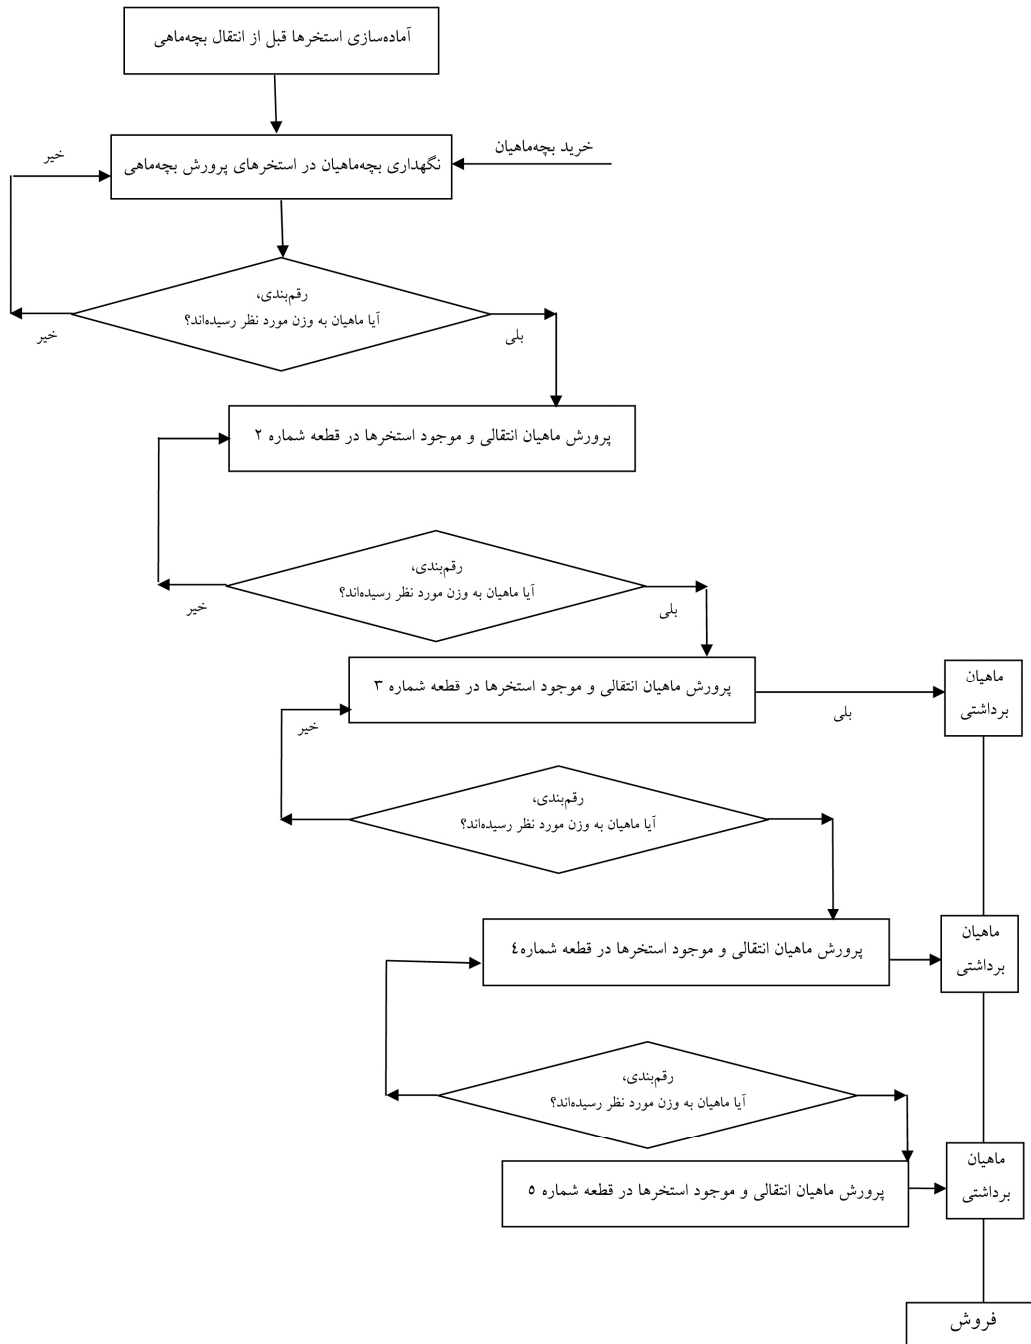 آماده‌سازی استخرها قبل از انتقال بچه‌ماهی
خرید بچه‌ماهیان
خیر
نگهداری بچه‌ماهیان در استخرهای پرورش بچه‌ماهی
رقم‌بندی،
آیا ماهیان به وزن مورد نظر رسیده‌اند؟
بلی
خیر
پرورش ماهیان انتقالی و موجود استخرها در قطعه شماره ۲
رقم‌بندی،
آیا ماهیان به وزن مورد نظر رسیده‌اند؟
بلی
خیر
پرورش ماهیان انتقالی و موجود استخرها در قطعه شماره ۳
ماهیان
برداشتی
بلی
خیر
رقم‌بندی،
آیا ماهیان به وزن مورد نظر رسیده‌اند؟
پرورش ماهیان انتقالی و موجود استخرها در قطعه شماره٤
ماهیان
برداشتی
رقم‌بندی،
آیا ماهیان به وزن مورد نظر رسیده‌اند؟
پرورش ماهیان انتقالی و موجود استخرها در قطعه شماره ٥
ماهیان
برداشتی
فروش